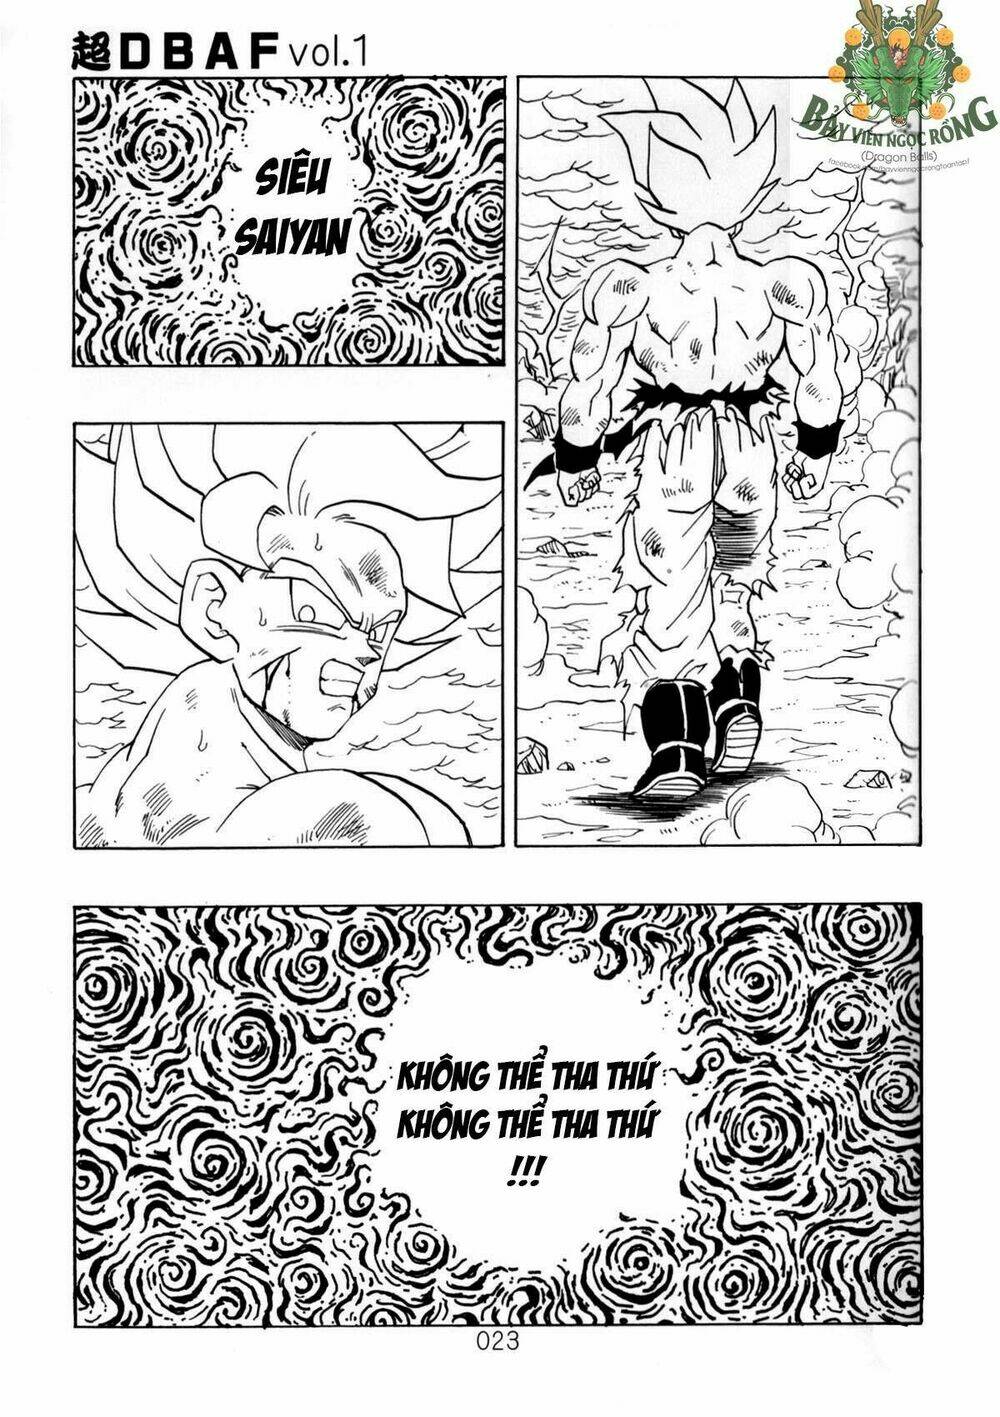 超DBAF vol.1
BẢY VIÊN NGỌC RỒNG
(Dragon Balls)
SIÊU
SAIYAN
KHÔNG THỂ THA THỨ
KHÔNG THỂ THA THỨ
!!!
023